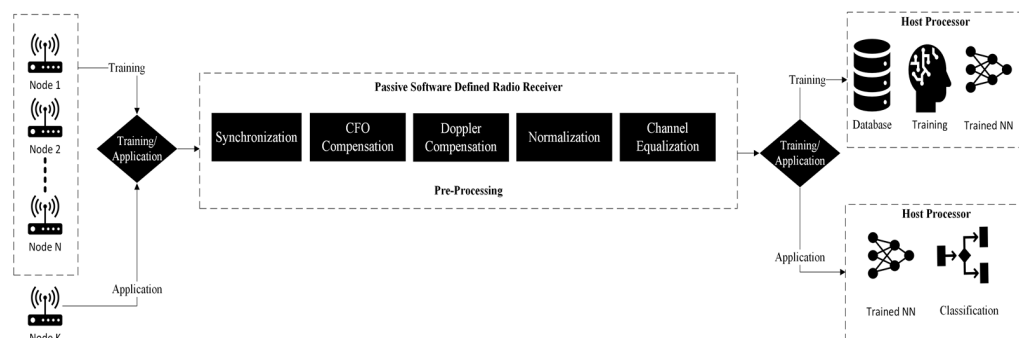 Node 1
Node 2
Node N
Node K
Training
Application
Training/
Application
Passive Software Defined Radio Receiver
Synchronization
CFO
Compensation
Doppler
Compensation
Normalization
Channel
Equalization
Pre-Processing
Training/
Application
Training
Application
Host Processor
Database
Training
Trained NN
Host Processor
Trained NN
Classification